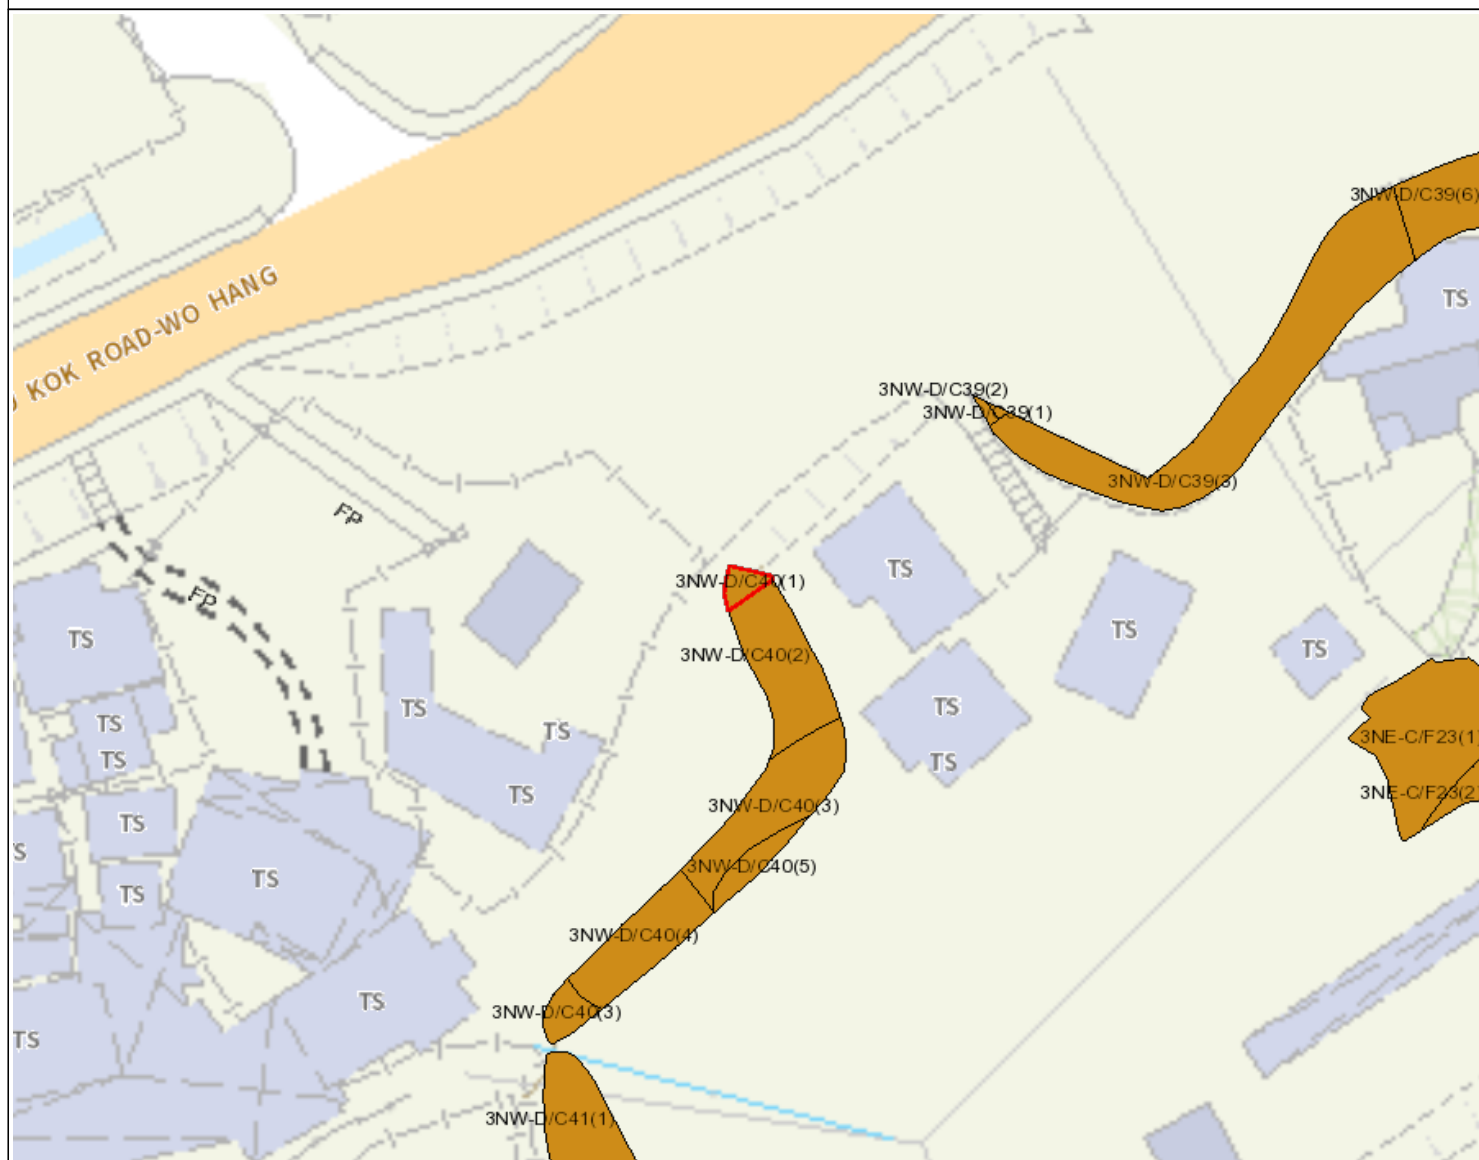 3NW-D/C39(6)
KOK ROAD-WO HANG
TS
3NW-D/C39(2)
3NW-D/C39(1)
3NW-D/C39(3)
FP
TS
3NW-D/C40(1)
FP
TS
TS
TS
3NW-D/C40(2)
TS
TS
TS
TS
3NE-C/F23(1)
TS
TS
3NE-C/F23(2)
TS
3NW-D/C40(3)
TS
TS
3NW-D/C40(5)
TS
TS
3NW-D/C40(4)
TS
3NW-D/C40(3)
TS
3NW-D/C41(1)